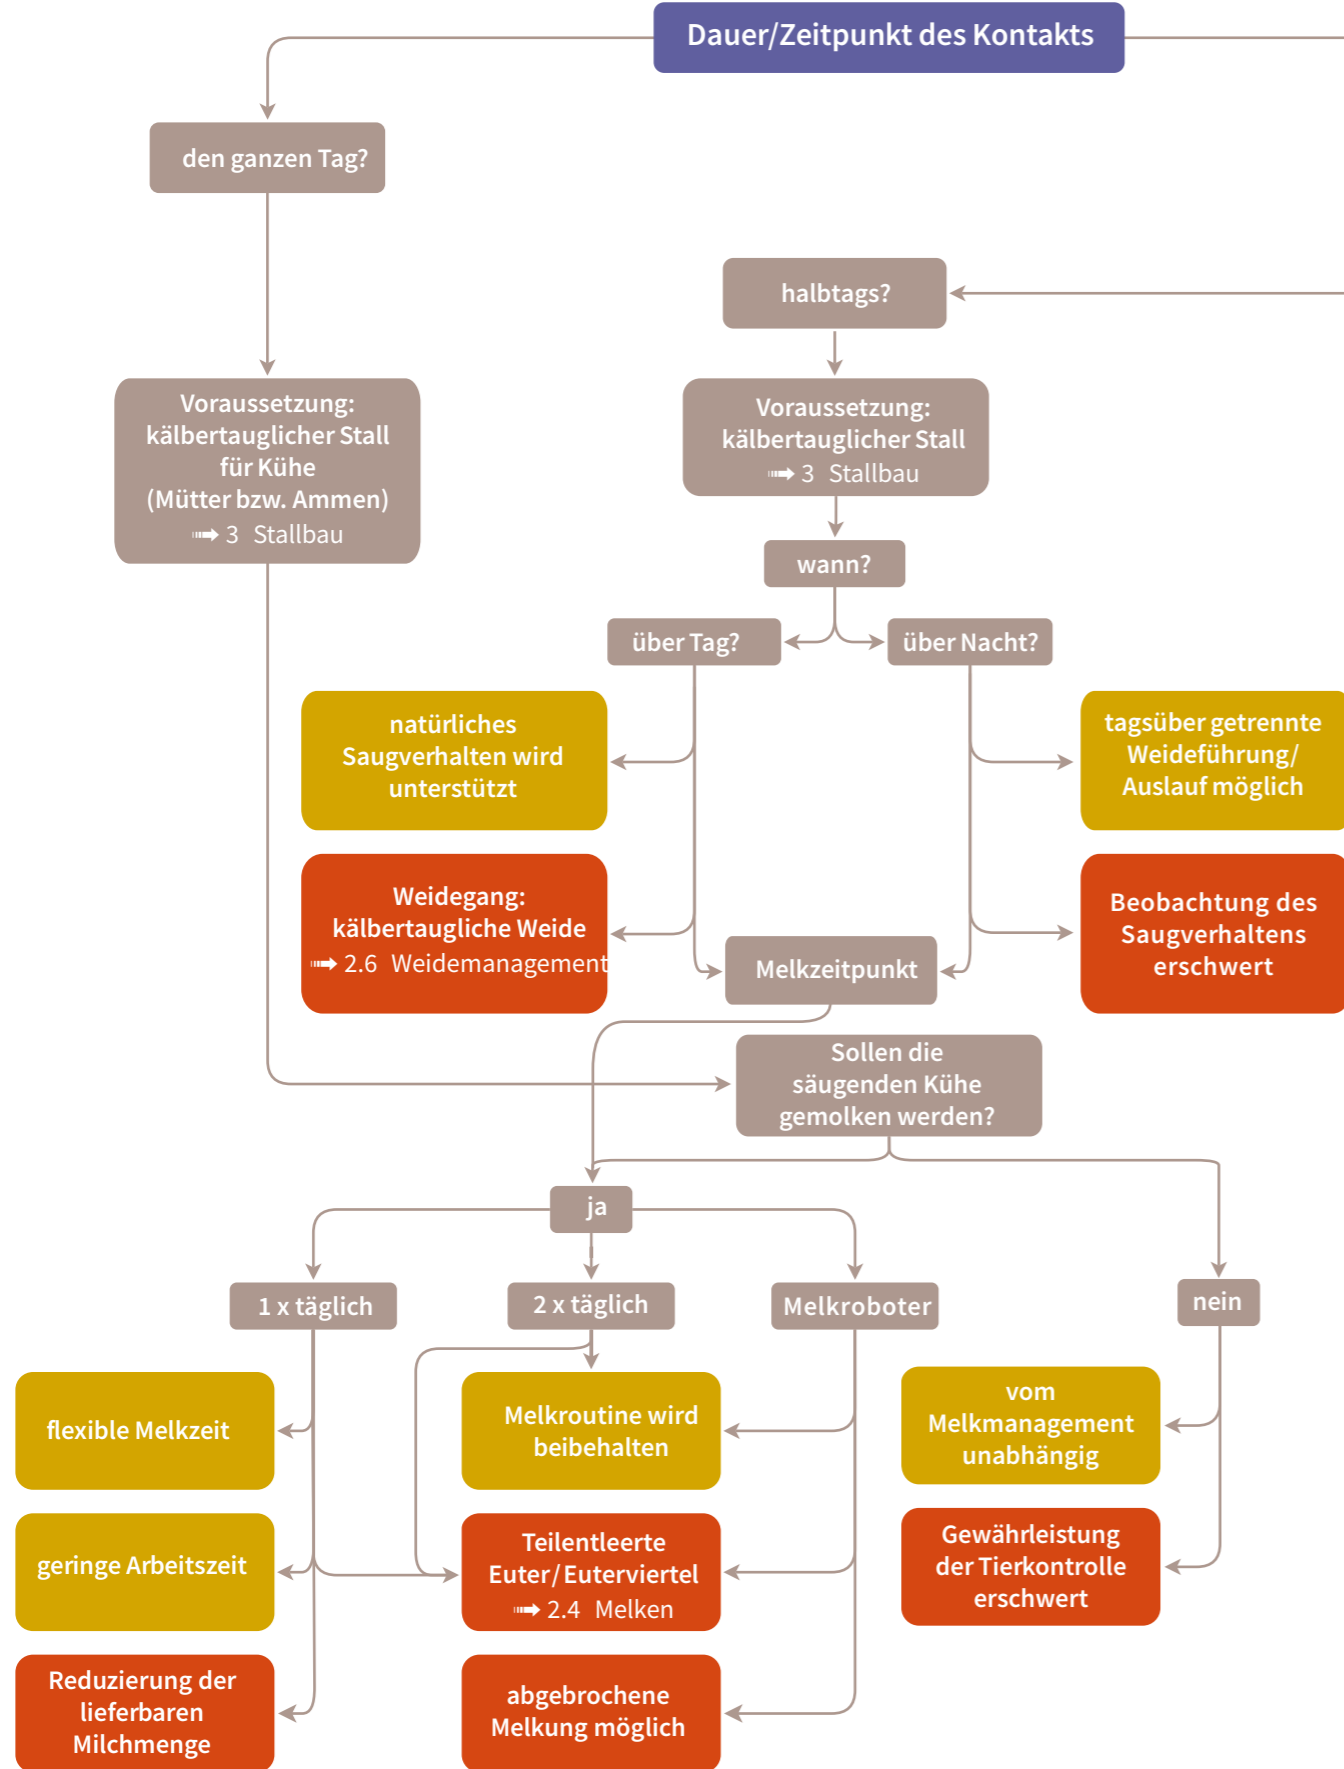 Dauer/Zeitpunkt des Kontakts
den ganzen Tag?
halbtags?
Voraussetzung:
kälbertauglicher Stall
für Kühe
(Mütter bzw. Ammen)
3 Stallbau
Voraussetzung:
kälbertauglicher Stall
3 Stallbau
wann?
über Tag?
über Nacht?
natürliches
Saugverhalten wird
unterstützt
tagsüber getrennte
Weideführung/
Auslauf möglich
Weidegang:
kälbertaugliche Weide
2.6 Weidemanagement
Beobachtung des
Saugverhaltens
erschwert
Melkzeitpunkt
Sollen die
säugenden Kühe
gemolken werden?
ja
1 x täglich
2 x täglich
Melkroboter
nein
flexible Melkzeit
Melkroutine wird
beibehalten
vom
Melkmanagement
unabhängig
geringe Arbeitszeit
Teilentleerte
Euter/Euterviertel
2.4 Melken
Gewährleistung
der Tierkontrolle
erschwert
Reduzierung der
lieferbaren
Milchmenge
abgebrochene
Melkung möglich